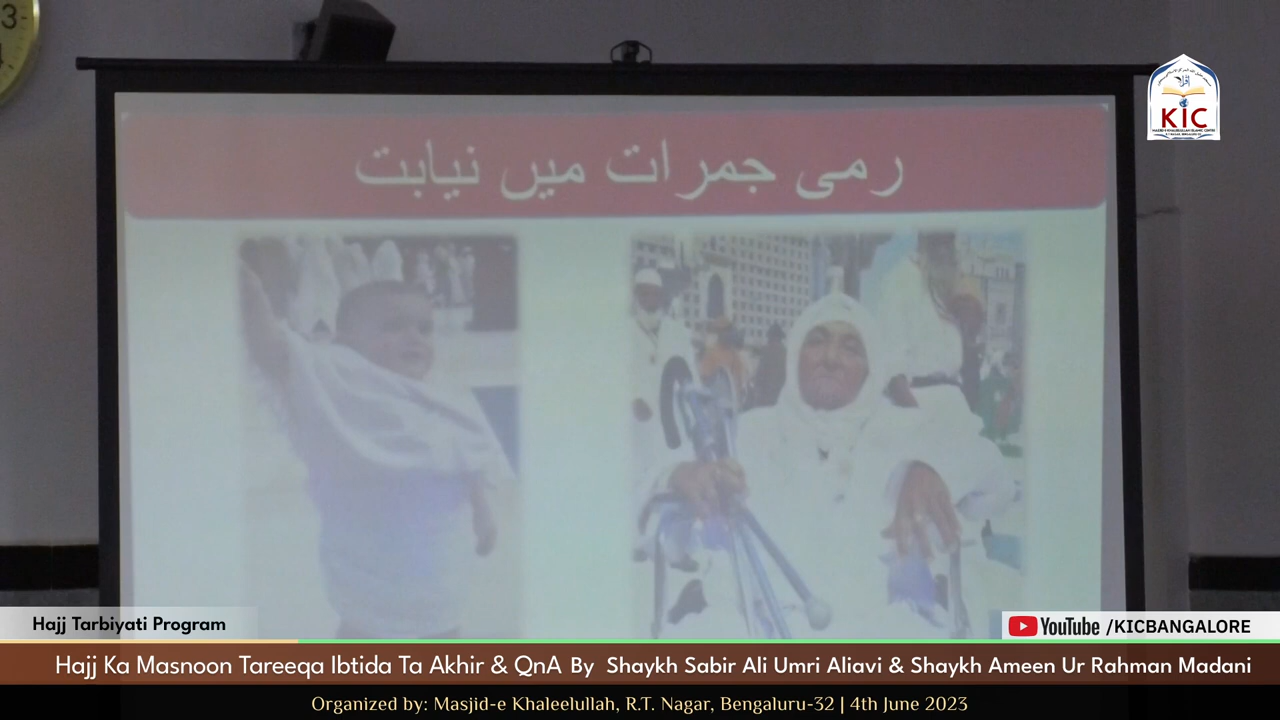 3
رمی جمرات میں نیابت
KIC
Hajj Tarbiyati Program
YouTube /KICBANGALORE
Hajj Ka Masnoon Tareeqa Ibtida Ta Akhir & QnA By Shaykh Sabir Ali Umri Aliavi & Shaykh Ameen Ur Rahman Madani
Organized by: Masjid-e Khaleelullah, R.T. Nagar, Bengaluru-32 | 4th June 2023